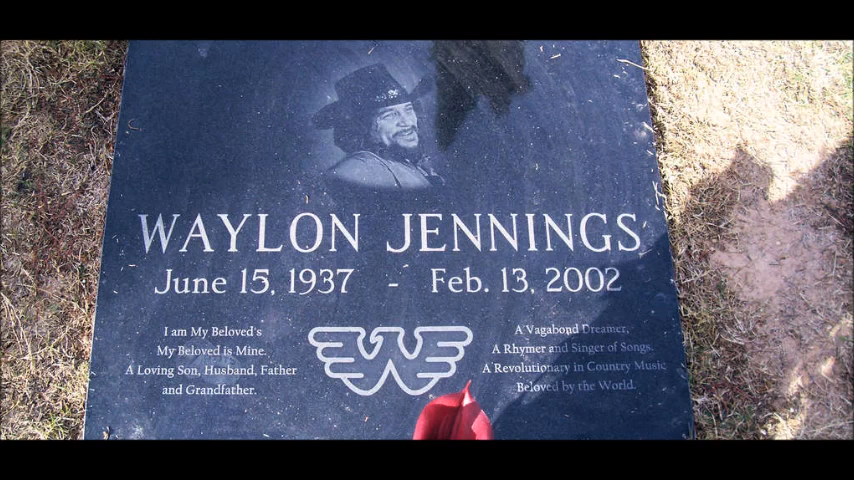 WAYLON JENNINGS
June 15, 1937 - Feb. 13, 2002
I am My Beloved's
My Beloved is Mine.
A Loving Son, Husband, Father
and Grandfather.
A Vagabond Dreamer,
A Rhymer and Singer of Songs.
A Revolutionary in Country Music
Beloved by the World.